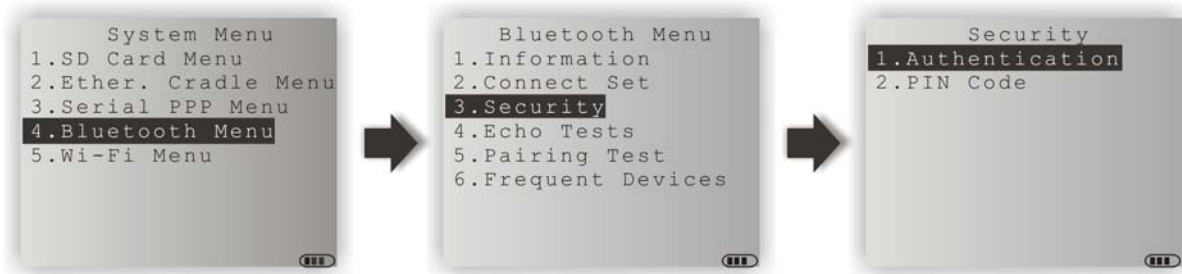 System Menu
1.SD Card Menu
2.Ether. Cradle Menu
3.Serial PPP Menu
4.Bluetooth Menu
5.Wi-Fi Menu
Bluetooth Menu
1.Information
2.Connect Set
3.Security
4.Echo Tests
5.Pairing Test
6.Frequent Devices
Security
1.Authentication
2.PIN Code